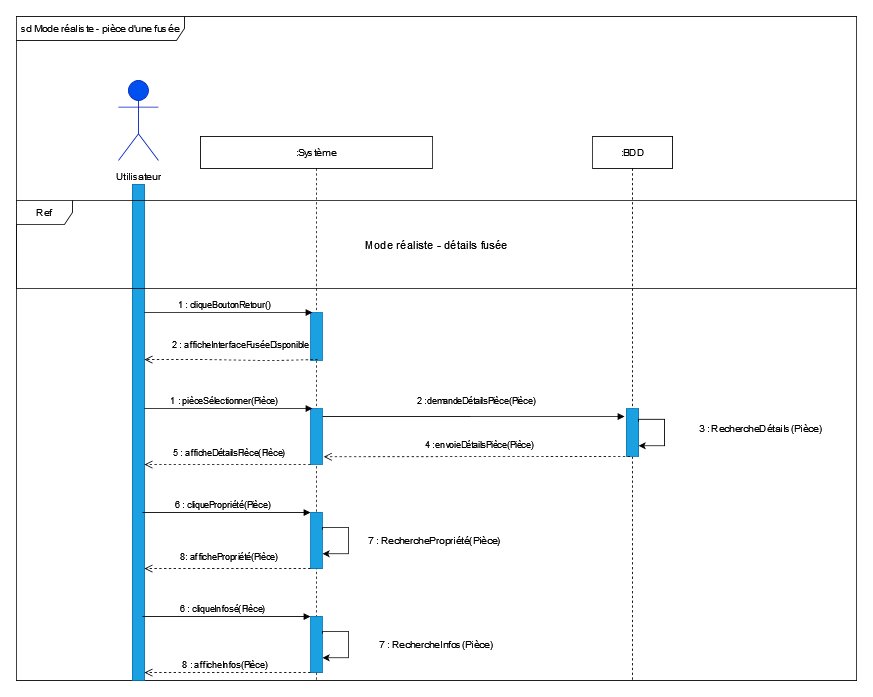 sd Mode réaliste - pièce d'une fusée
:Système
:BDD
Utilisateur
Ref
Mode réaliste - détails fusée
1 : cliqueBoutonRetour()
2 : afficheInterfaceFuséeDisponible
1 : pièceSélectionner(Pièce)
2 :demandeDétailsPièce(Pièce)
3 : RechercheDétails (Pièce)
4 :envoieDétailsPièce(Pièce)
5 : afficheDétailsPièce(Pièce)
6 : cliquePropriété(Pièce)
7 : RecherchePropriété(Pièce)
8: affichePropriété(Pièce)
6 : cliqueInfosé(Pièce)
7 : RechercheInfos (Pièce)
8 : afficheInfos(Pièce)